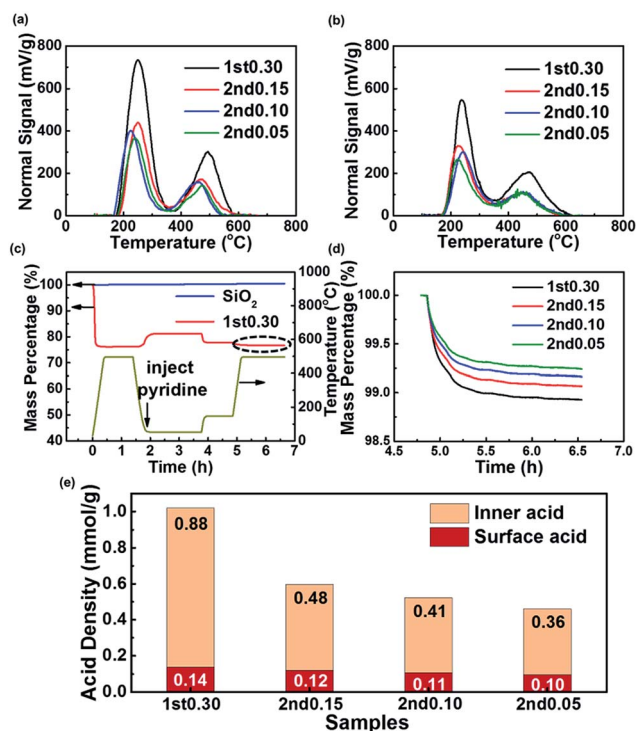 (a)
Normal Signal (mV/g)
800
600
400
200
0
1st0.30
2nd0.15
2nd0.10
2nd0.05
0 200 400 600 800
Temperature (°C)
(b)
Normal Signal (mV/g)
800
600
400
200
0
1st0.30
2nd0.15
2nd0.10
2nd0.05
0 200 400 600 800
Temperature (°C)
(c)
Mass Percentage (%)
100
90
80
70
60
50
40
SiO2
1st0.30
inject
pyridine
1000
900
800
700
600
500
400
300
200
100
0
Temperature (°C)
0 1 2 3 4 5 6 7
Time (h)
(d)
Mass Percentage (%)
100.0
99.5
99.0
98.5
1st0.30
2nd0.15
2nd0.10
2nd0.05
4.5 5.0 5.5 6.0 6.5 7.0
Time (h)
(e)
Acid Density (mmol/g)
1.0
0.8
0.6
0.4
0.2
0.0
Inner acid
Surface acid
0.88
0.48
0.41
0.36
0.14
0.12
0.11
0.10
1st0.30 2nd0.15 2nd0.10 2nd0.05
Samples